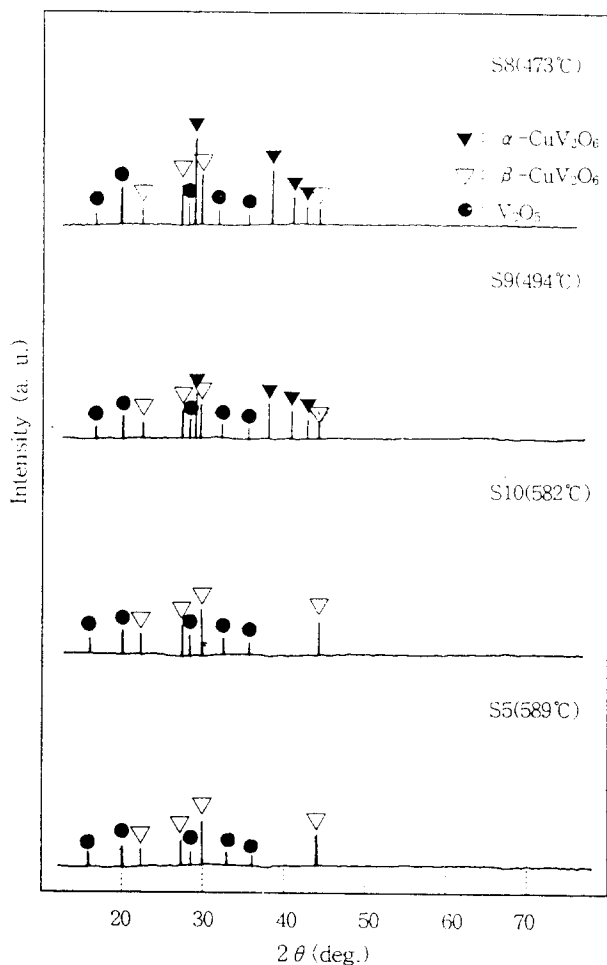 S8(473℃)
▼ : α-CuV₂O₆
▽ : β-CuV₂O₆
● : V₂O₅
S9(494℃)
Intensity (a. u.)
S10(582℃)
S5(589℃)
20 30 40 50 60 70
2 θ (deg.)